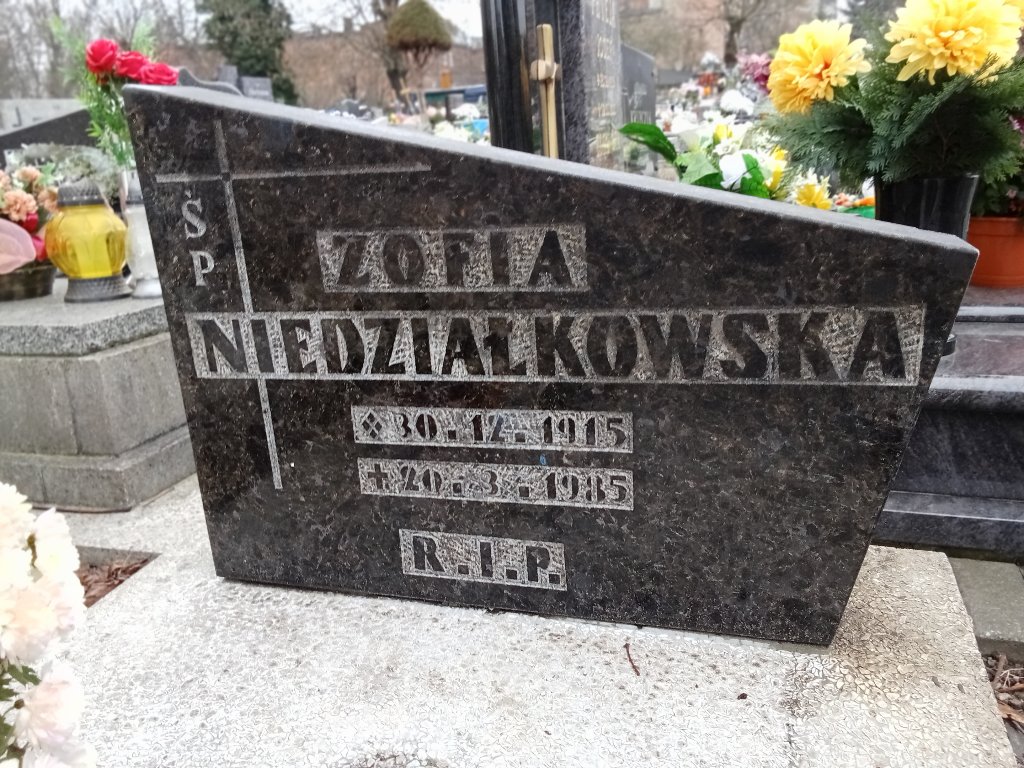 Ś
P
ZOFIA
NIEDZIAŁKOWSKA
30.12.1915
+20.3.1985
R.I.P.